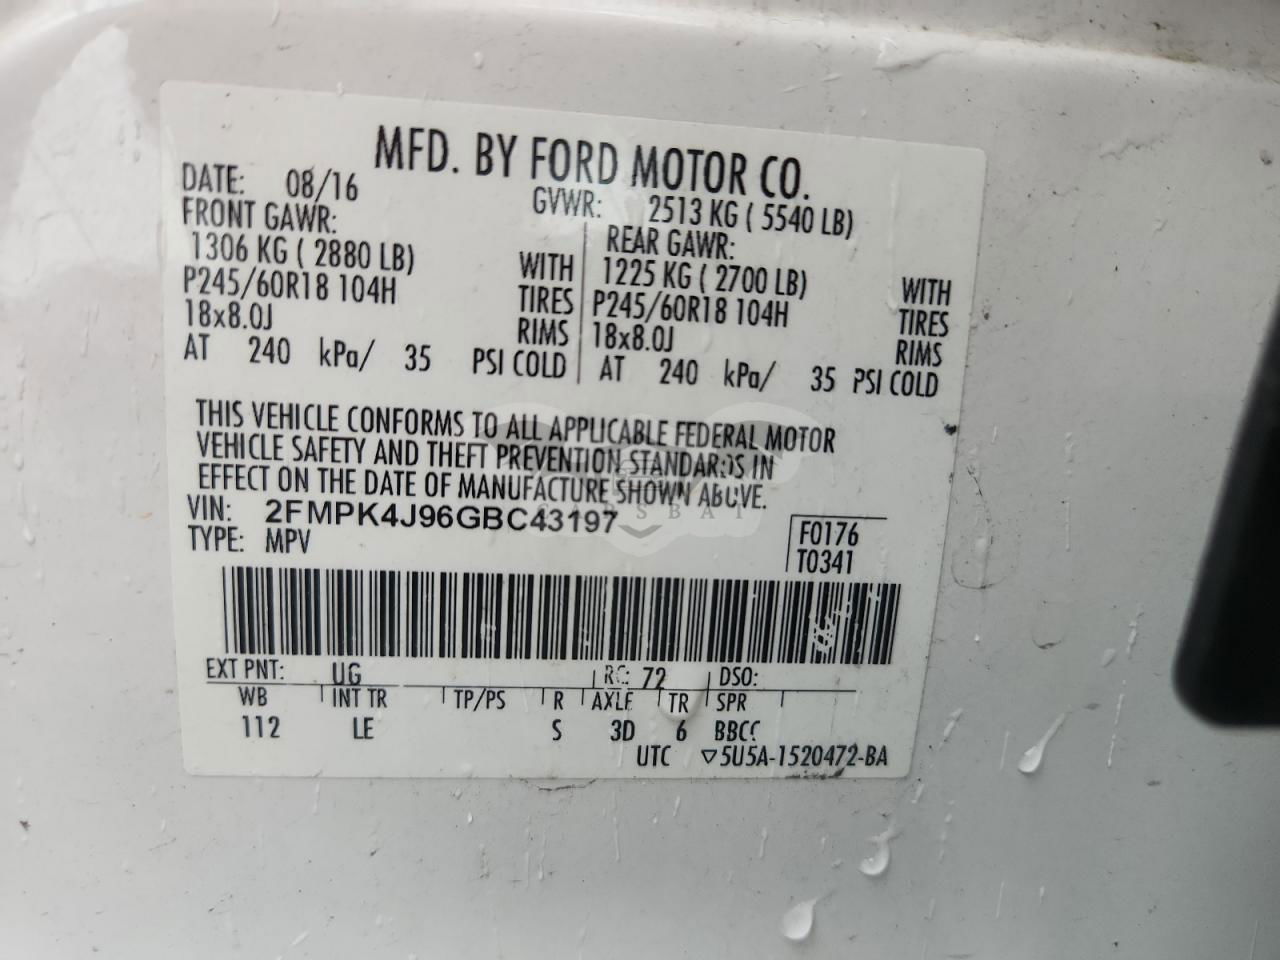 MFD. BY FORD MOTOR CO.
DATE: 08/16 GVWR: 2513 KG ( 5540 LB)
FRONT GAWR: REAR GAWR:
1306 KG ( 2880 LB) WITH 1225 KG ( 2700 LB) WITH
P245/60R18 104H TIRES P245/60R18 104H TIRES
18x8.0J RIMS 18x8.0J RIMS
AT 240 kPa/ 35 PSI COLD AT 240 kPa/ 35 PSI COLD
THIS VEHICLE CONFORMS TO ALL APPLICABLE FEDERAL MOTOR
VEHICLE SAFETY AND THEFT PREVENTION STANDARDS IN
EFFECT ON THE DATE OF MANUFACTURE SHOWN ABOVE.
VIN: 2FMPK4J96GBC43197
TYPE: MPV
F0176
T0341
EXT PNT: UG RC: 72 DSO:
WB INT TR TP/PS R AXLE TR SPR
112 LE S 3D 6 BBCC
UTC ▽5U5A-1520472-BA
CARSBAT